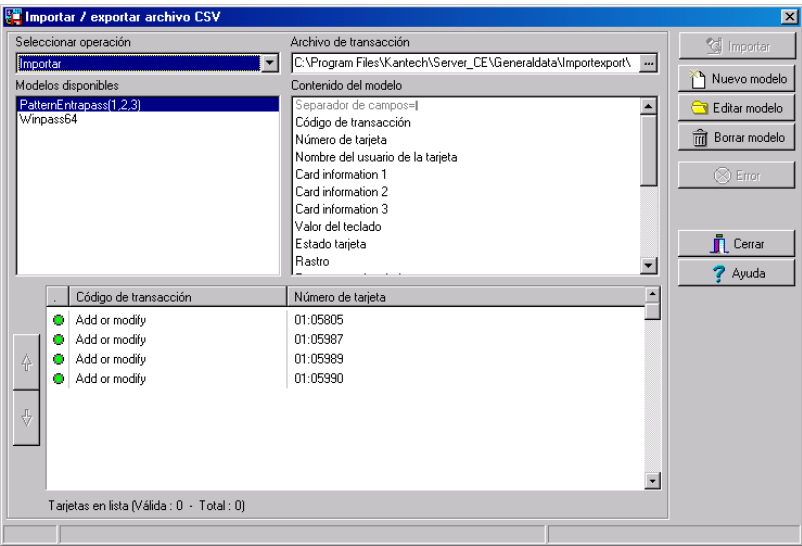 Importar / exportar archivo CSV
Seleccionar operación
Importar
Archivo de transacción
C:\Program Files\Kantech\Server_CE\Generaldata\Importexport\
...
Modelos disponibles
PatternEntrapass(1,2,3)
Winpass64
Contenido del modelo
Separador de campos=|
Código de transacción
Número de tarjeta
Nombre del usuario de la tarjeta
Card information 1
Card information 2
Card information 3
Valor del teclado
Estado tarjeta
Rastro
Importar
Nuevo modelo
Editar modelo
Borrar modelo
Error
Cerrar
Ayuda
. Código de transacción Número de tarjeta
Add or modify 01:05805
Add or modify 01:05987
Add or modify 01:05989
Add or modify 01:05990
Tarjetas en lista (Válida : 0 - Total : 0)